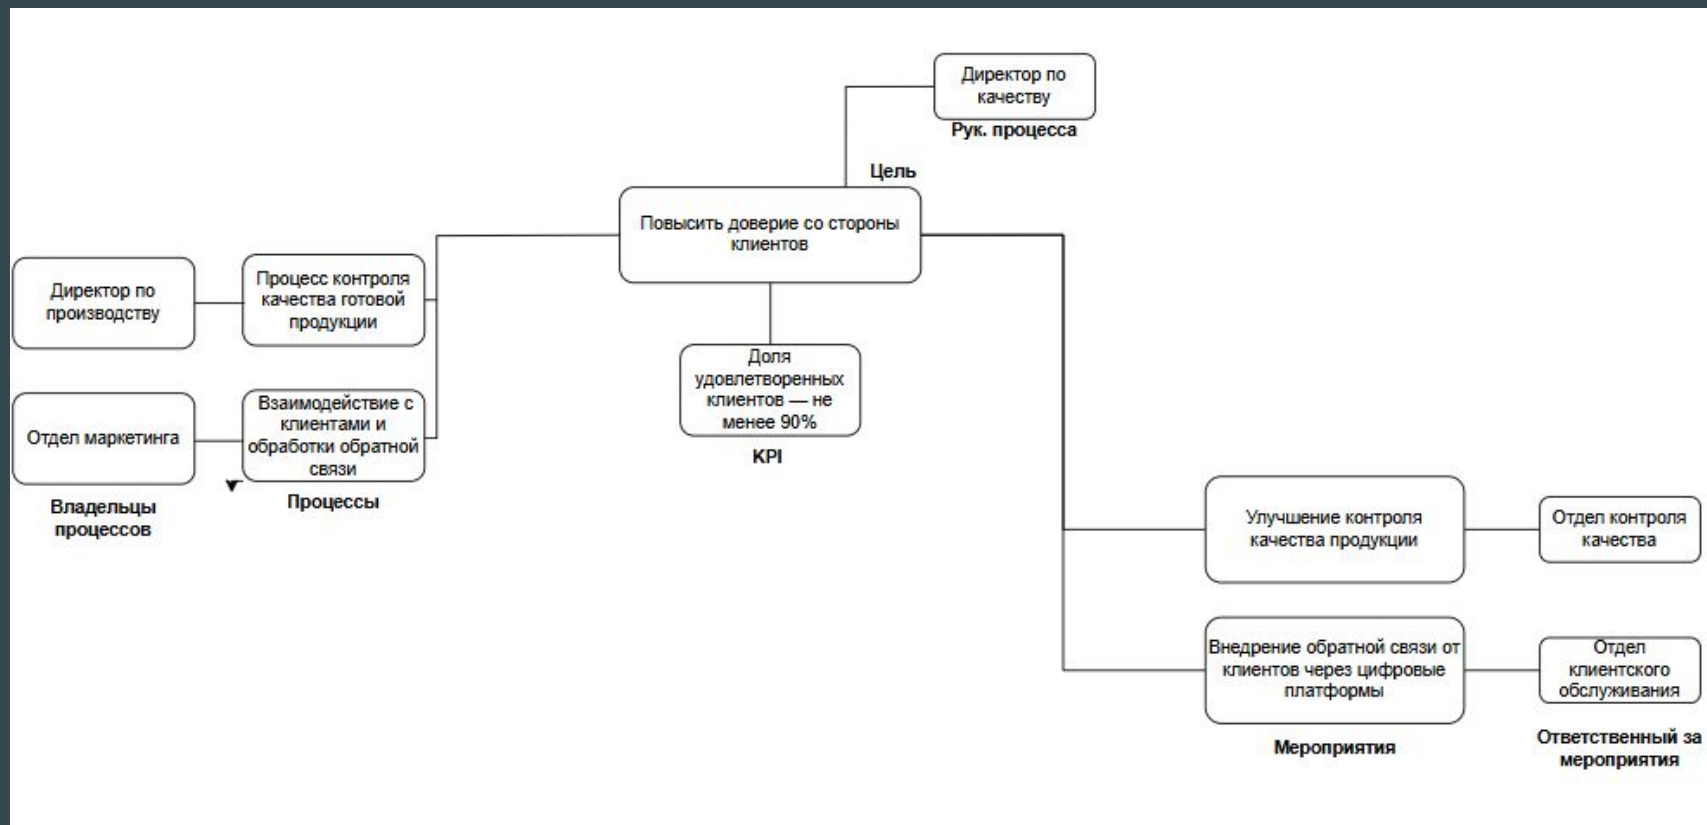 Директор по
качеству
Рук. процесса
Цель
Повысить доверие со стороны
клиентов
Директор по
производству
Процесс контроля
качества готовой
продукции
Отдел маркетинга
Взаимодействие с
клиентами и
обработки обратной
связи
Владельцы
процессов
Процессы
Доля
удовлетворенных
клиентов — не
менее 90%
KPI
Улучшение контроля
качества продукции
Отдел контроля
качества
Внедрение обратной связи от
клиентов через цифровые
платформы
Отдел
клиентского
обслуживания
Мероприятия
Ответственный за
мероприятия